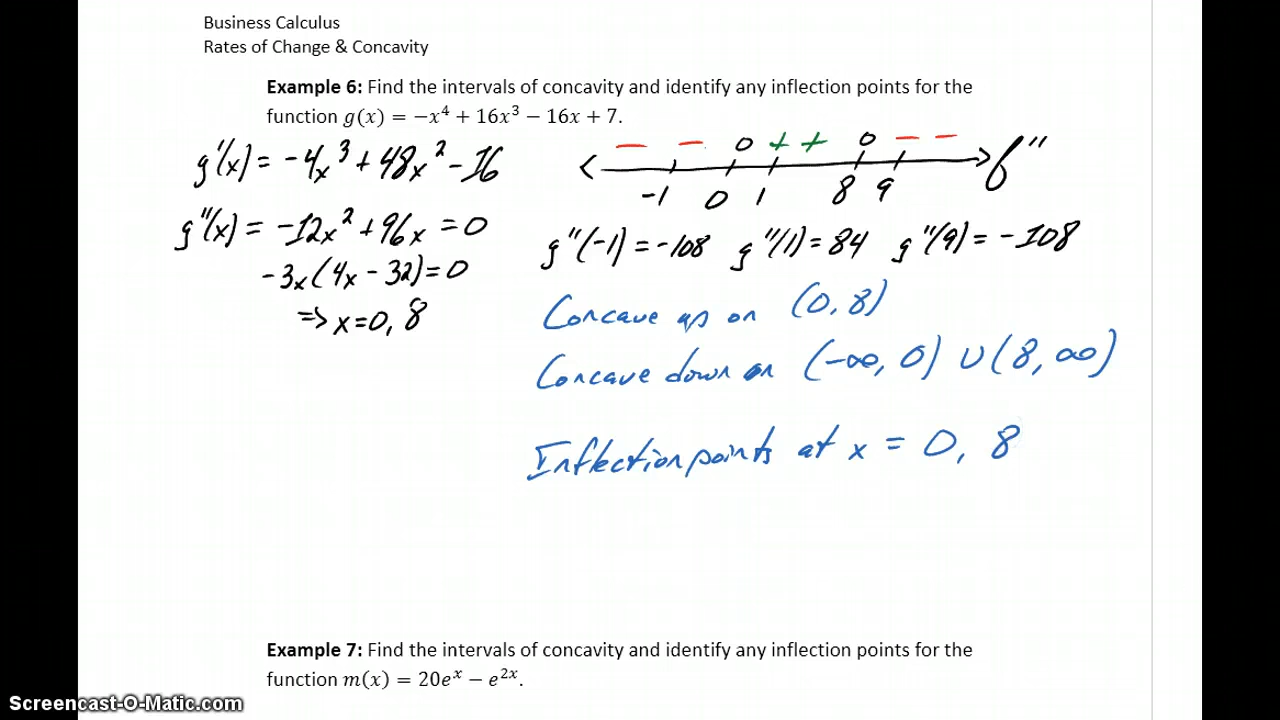 Business Calculus
Rates of Change & Concavity
Example 6: Find the intervals of concavity and identify any inflection points for the
function g(x) = −x⁴ + 16x³ − 16x + 7.
g'(x) = -4x³ + 48x² - 16
g''(x) = -12x² + 96x = 0
-3x(4x - 32) = 0
=> x = 0, 8
— — 0 + + 0 — —
-1 0 1 8 9 f''
g''(-1) = -108 g''(1) = 84 g''(9) = -108
Concave up on (0, 8)
Concave down on (-∞, 0) ∪ (8, ∞)
Inflection points at x = 0, 8
Example 7: Find the intervals of concavity and identify any inflection points for the
function m(x) = 20eˣ − e²ˣ.
Screencast-O-Matic.com